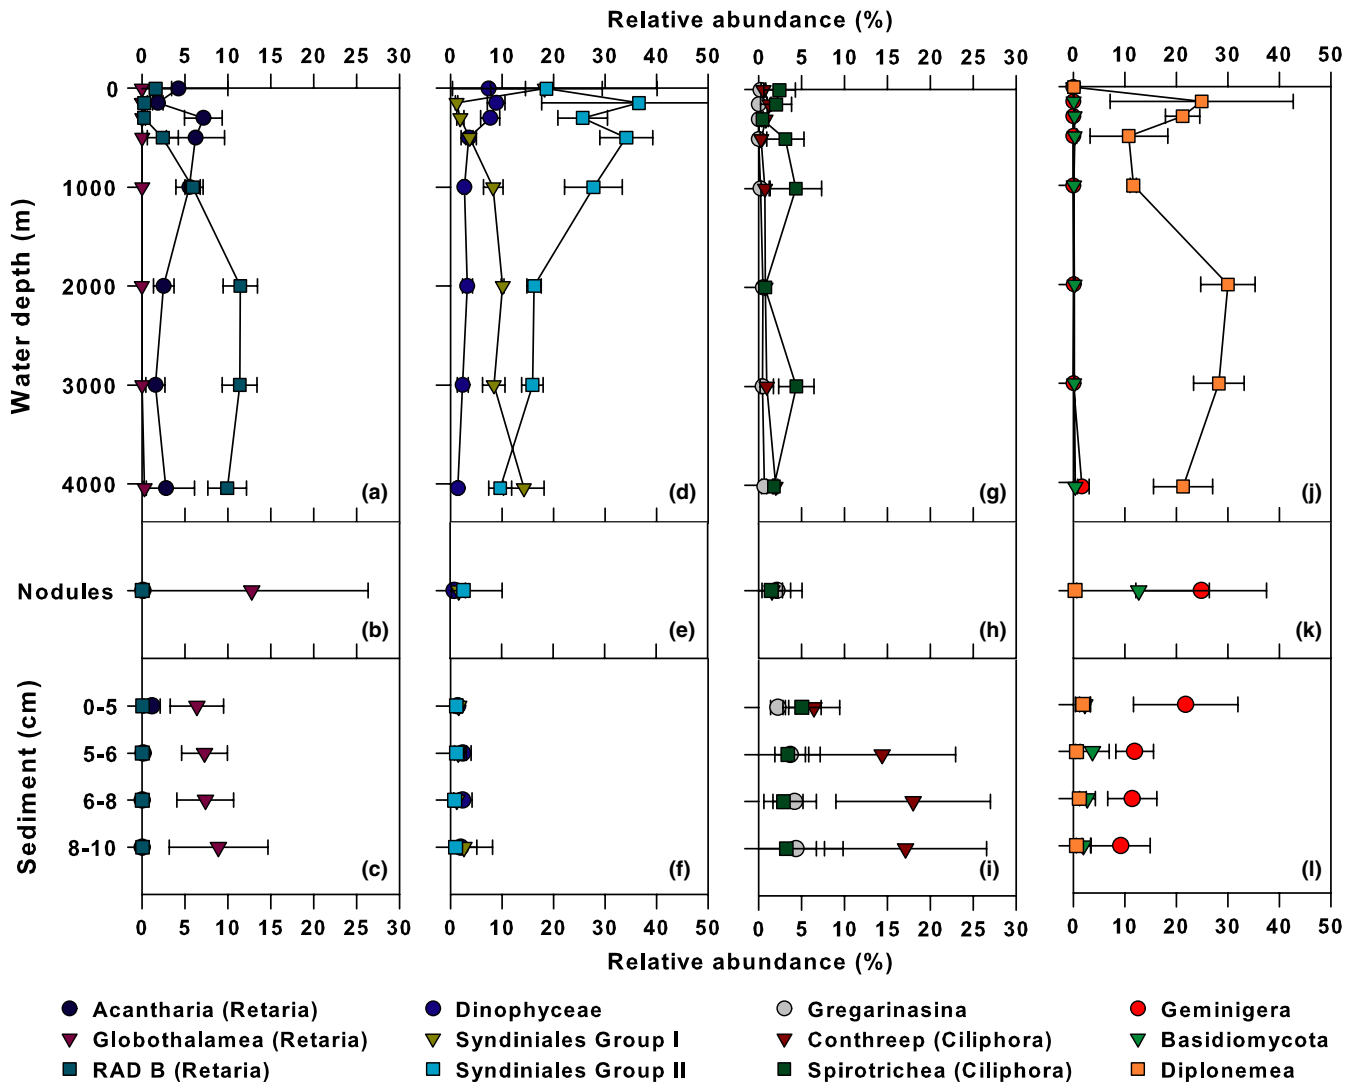 Relative abundance (%)
0 5 10 15 20 25 30 0 10 20 30 40 50 0 5 10 15 20 25 30 0 10 20 30 40 50
Water depth (m)
0
1000
2000
3000
4000
(a) (d) (g) (j)
Nodules
(b) (e) (h) (k)
Sediment (cm)
0-5
5-6
6-8
8-10
(c) (f) (i) (l)
0 5 10 15 20 25 30 0 10 20 30 40 50 0 5 10 15 20 25 30 0 10 20 30 40 50
Relative abundance (%)
Acantharia (Retaria) Dinophyceae Gregarinasina Geminigera
Globothalamea (Retaria) Syndiniales Group I Conthreep (Ciliphora) Basidiomycota
RAD B (Retaria) Syndiniales Group II Spirotrichea (Ciliphora) Diplonemea